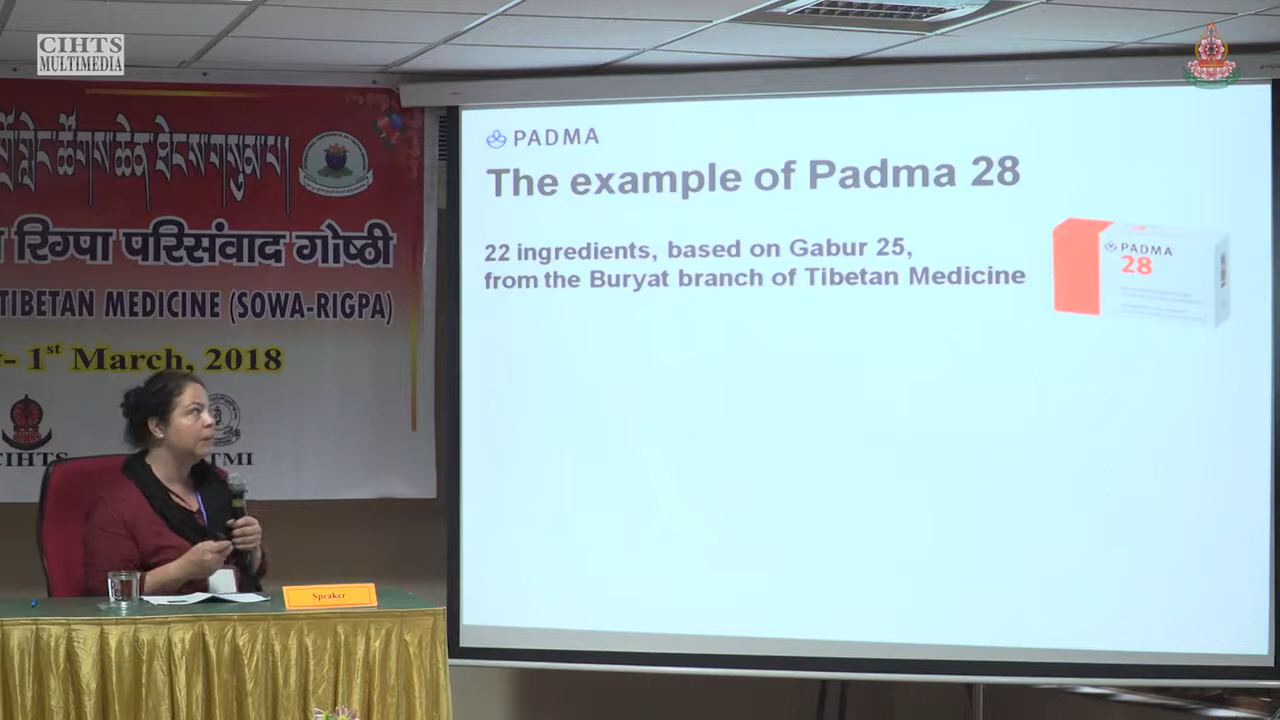 CIHTS
MULTIMEDIA
རིག་པ
रिग्पा परिसंवाद गोष्ठी
TIBETAN MEDICINE (SOWA-RIGPA)
- 1st March, 2018
CIHTS
TMI
Speaker
PADMA
The example of Padma 28
22 ingredients, based on Gabur 25,
from the Buryat branch of Tibetan Medicine
PADMA
28